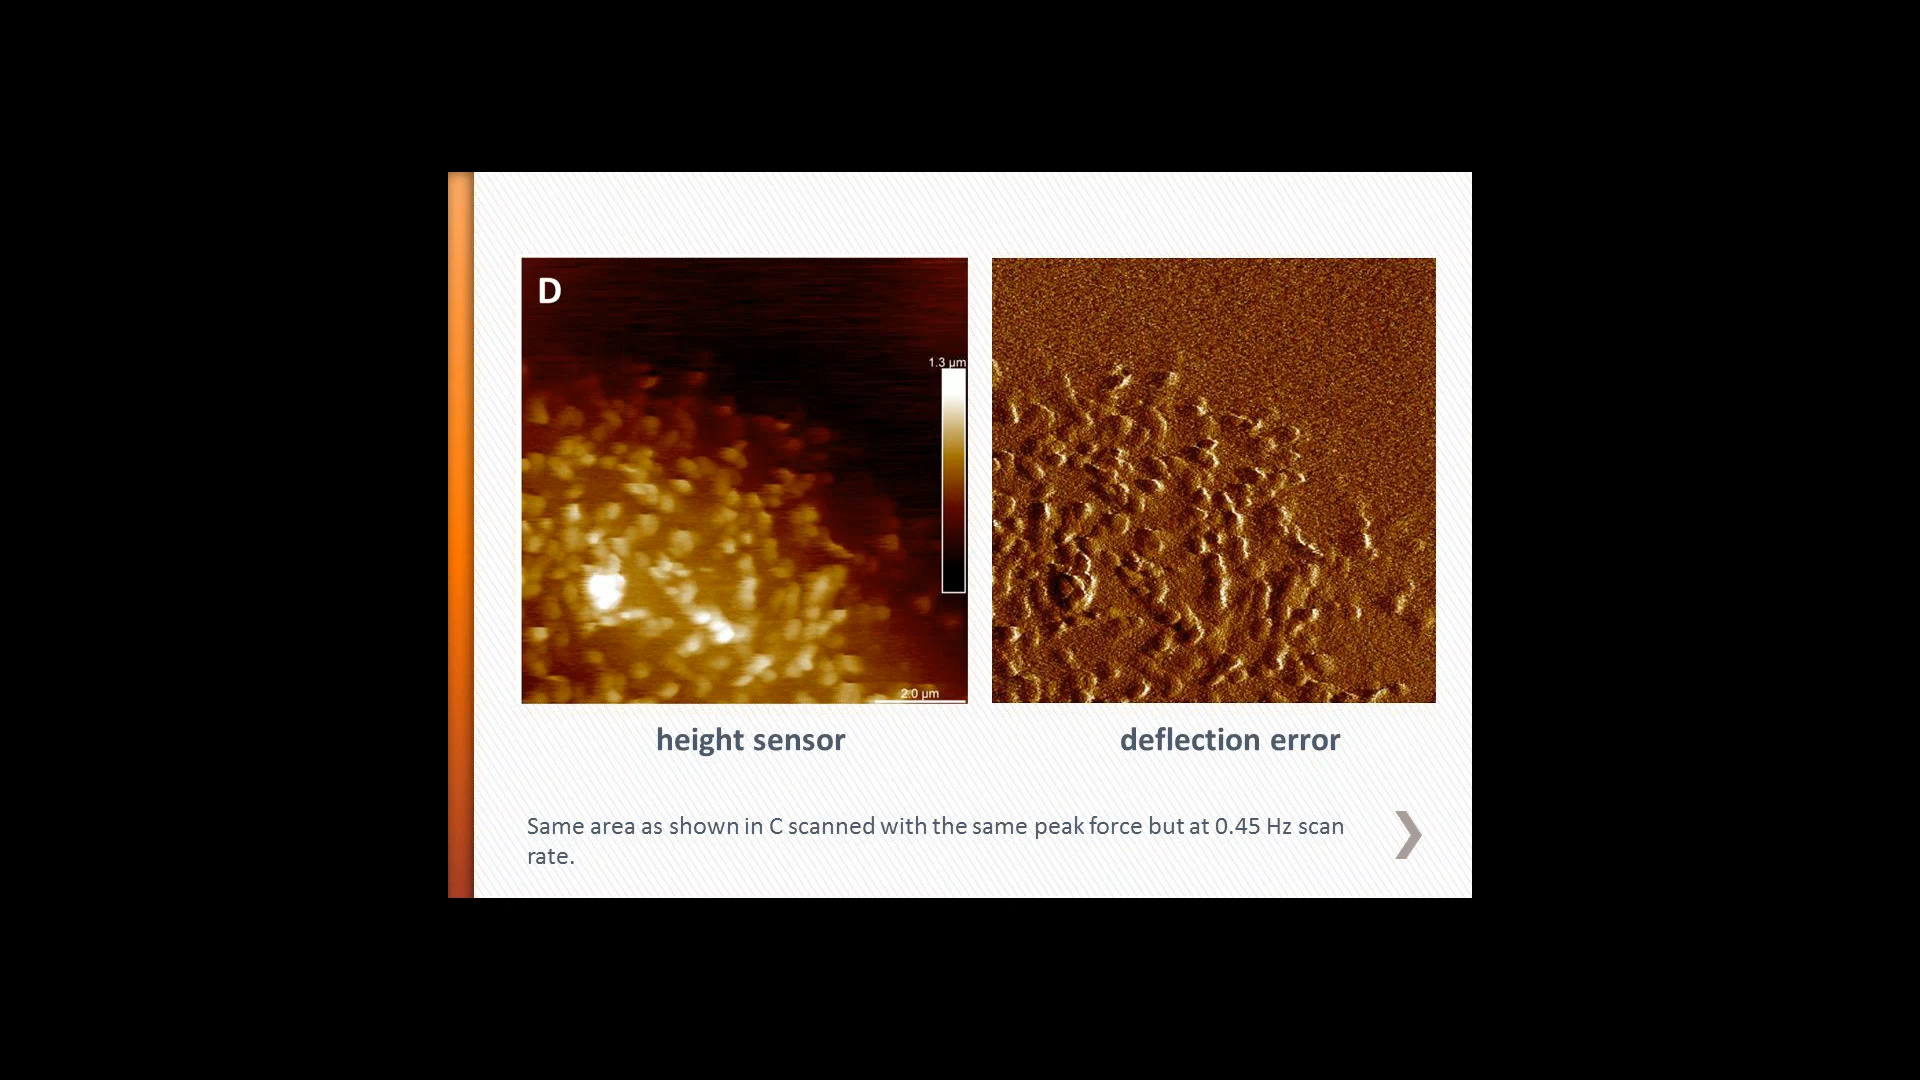 D
1.3 µm
2.0 µm
height sensor
deflection error
Same area as shown in C scanned with the same peak force but at 0.45 Hz scan
rate.